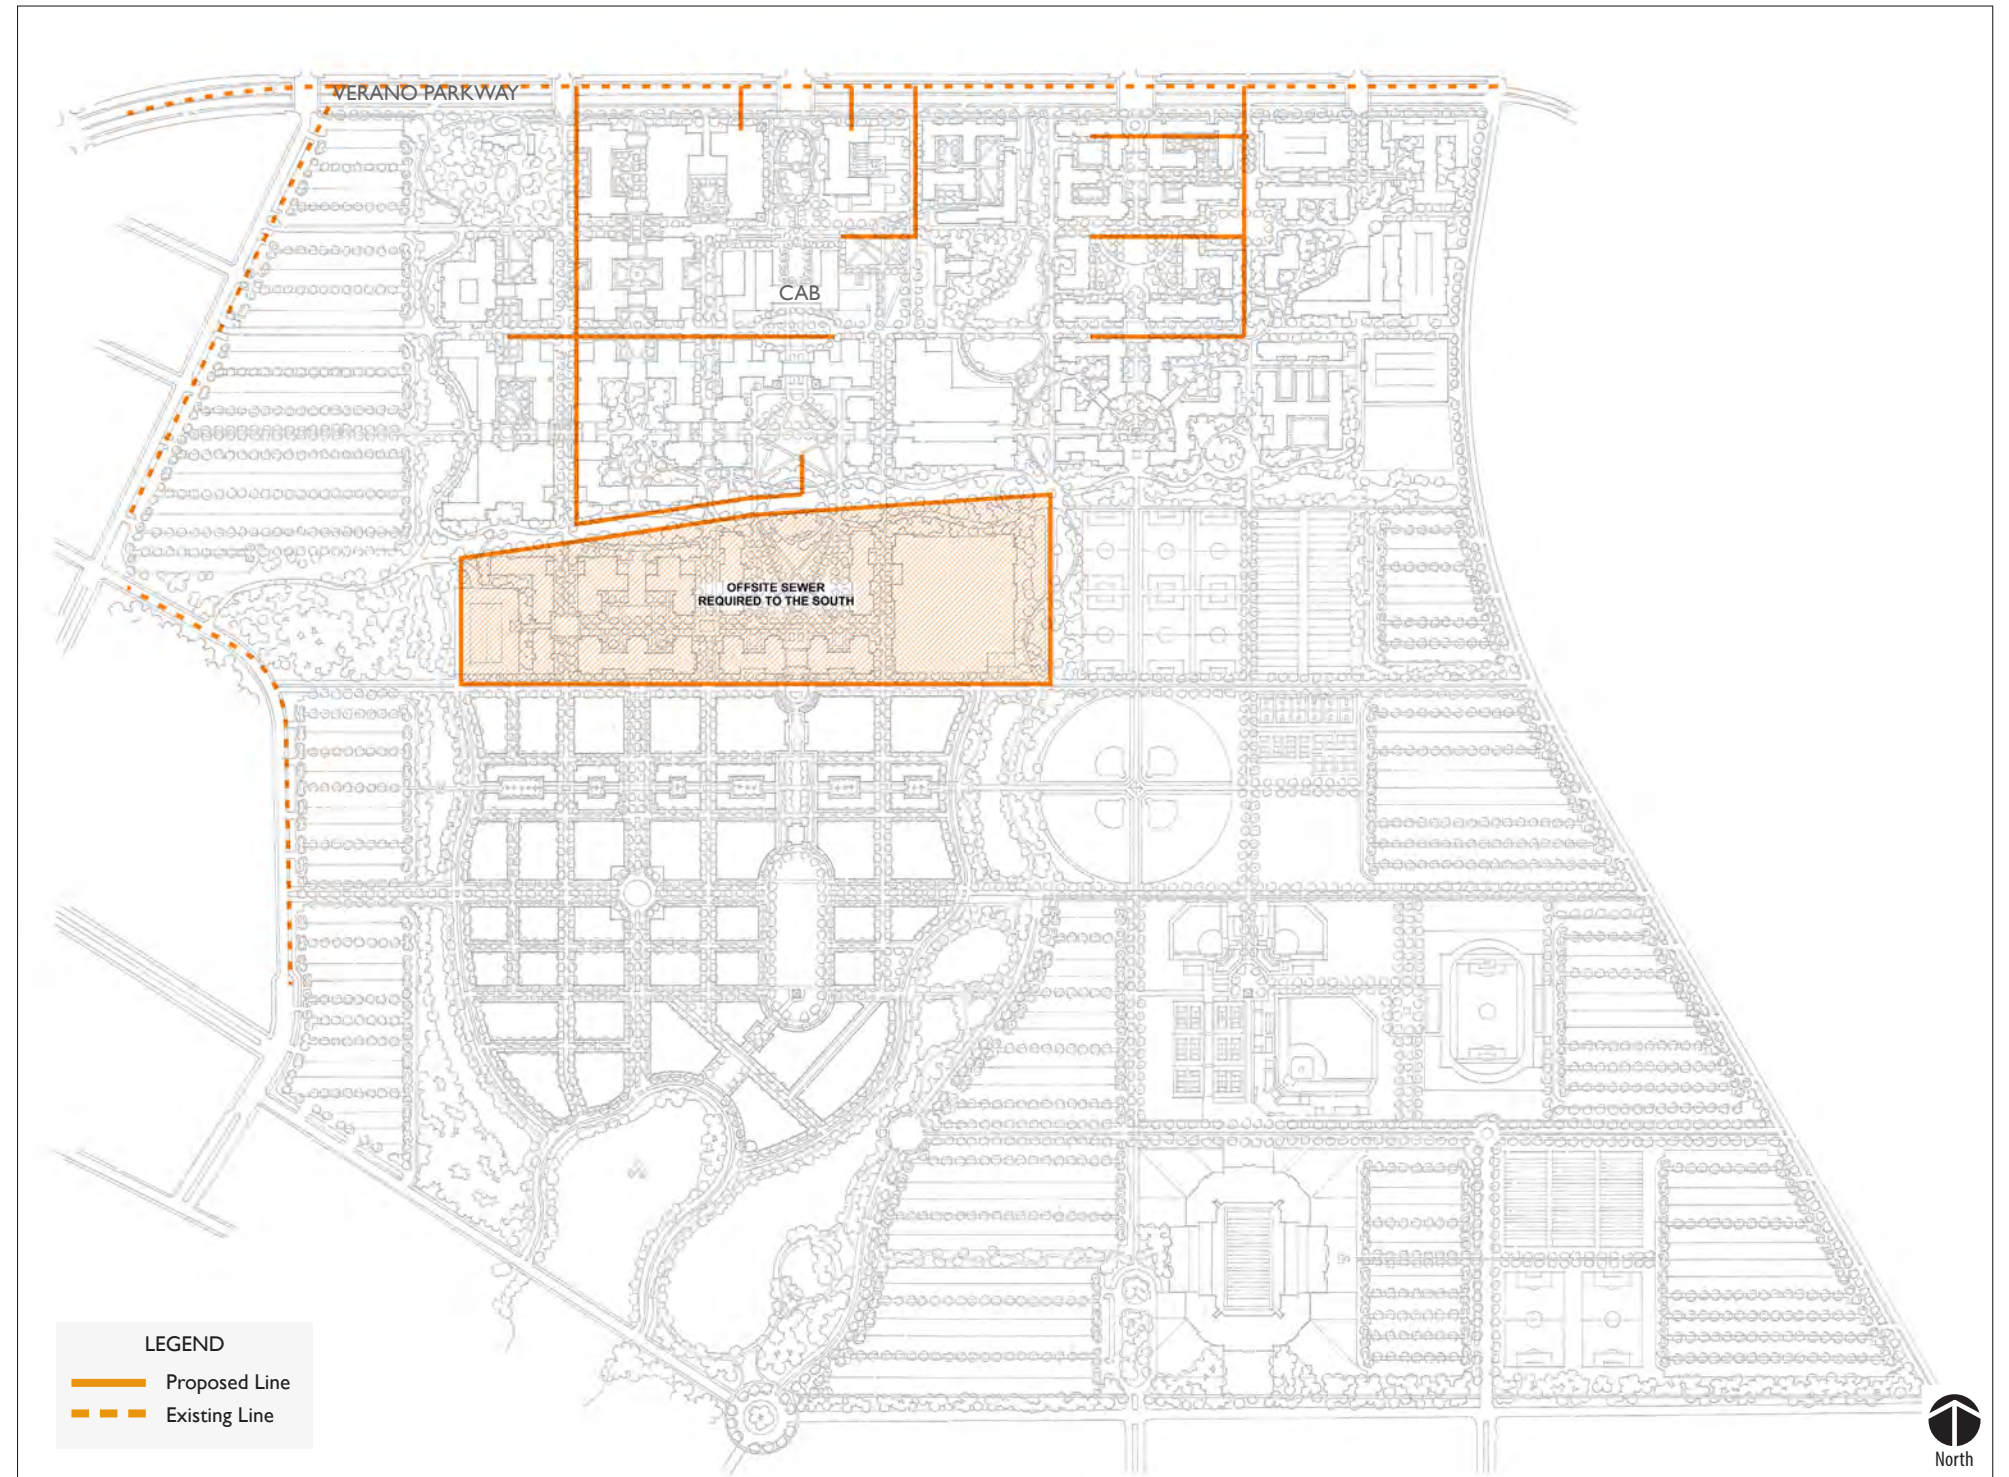 VERANO PARKWAY
CAB
OFFSITE SEWER
REQUIRED TO THE SOUTH
LEGEND
Proposed Line
Existing Line
North